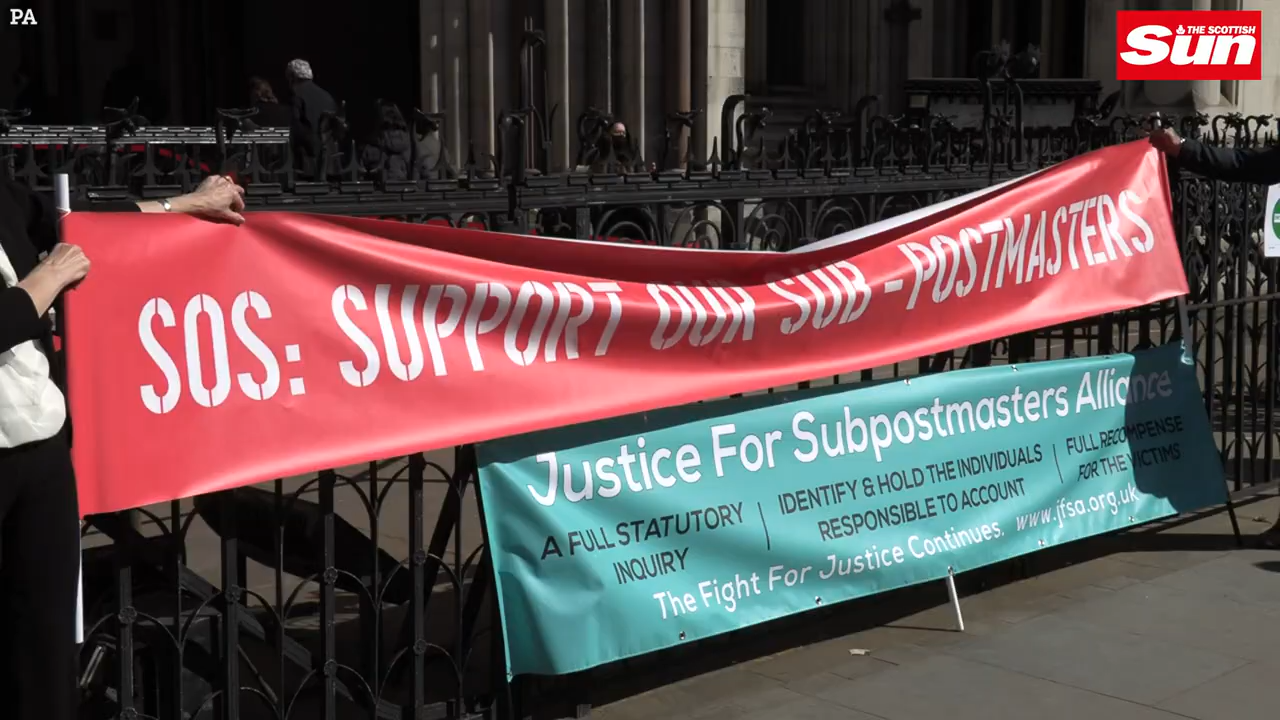 PA
THE SCOTTISH
Sun
SOS: SUPPORT OUR SUB-POSTMASTERS
Justice For Subpostmasters Alliance
A FULL STATUTORY
INQUIRY
IDENTIFY & HOLD THE INDIVIDUALS
RESPONSIBLE TO ACCOUNT
FULL RECOMPENSE
FOR THE VICTIMS
The Fight For Justice Continues. www.jfsa.org.uk